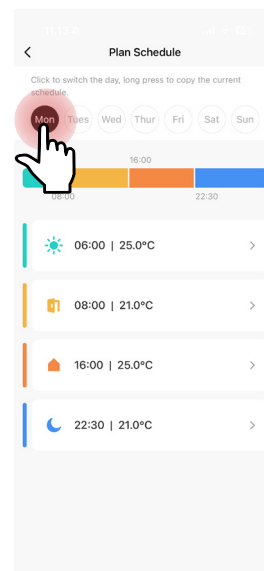 Plan Schedule
Click to switch the day, long press to copy the current
schedule.
Mon Tues Wed Thur Fri Sat Sun
16:00
08:00 22:30
06:00 | 25.0°C
08:00 | 21.0°C
16:00 | 25.0°C
22:30 | 21.0°C